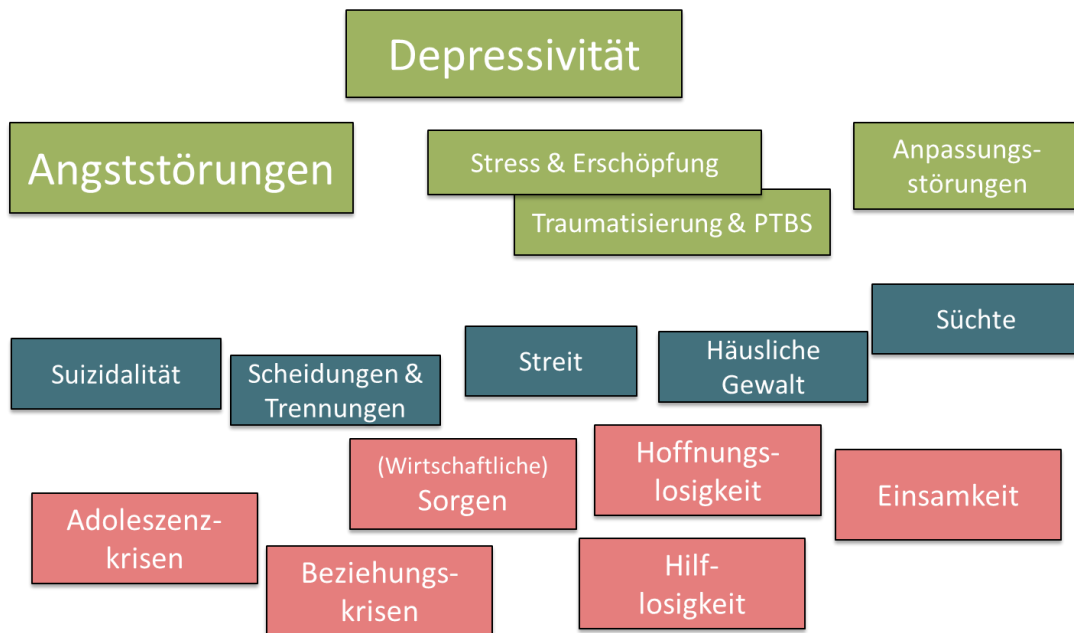 Depressivität
Angststörungen
Stress & Erschöpfung
Traumatisierung & PTBS
Anpassungs-
störungen
Suizidalität
Scheidungen &
Trennungen
Streit
Häusliche
Gewalt
Süchte
(Wirtschaftliche)
Sorgen
Hoffnungs-
losigkeit
Einsamkeit
Adoleszenz-
krisen
Beziehungs-
krisen
Hilf-
losigkeit